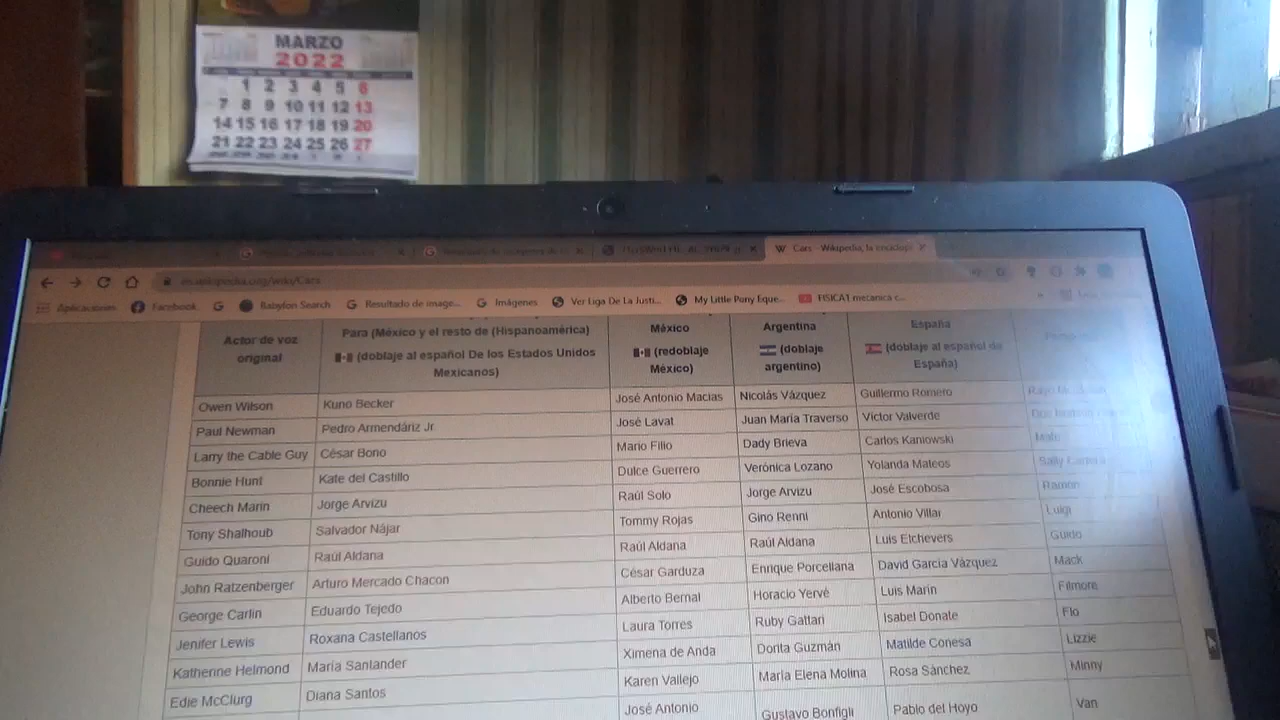 MARZO
2022
1 2 3 4 5 6
7 8 9 10 11 12 13
14 15 16 17 18 19 20
21 22 23 24 25 26 27
Cars - Wikipedia, la enciclope
es.wikipedia.org/wiki/Cars
Aplicaciones Facebook Babylon Search Resultado de image... Imágenes Ver Liga De La Justi... My Little Pony Eque... FISICA1 mecanica c...
Actor de voz original
Para (México y el resto de (Hispanoamérica)
(doblaje al español De los Estados Unidos Mexicanos)
México
(redoblaje México)
Argentina
(doblaje argentino)
España
(doblaje al español de España)
Owen Wilson Kuno Becker José Antonio Macías Nicolás Vázquez Guillermo Romero
Paul Newman Pedro Armendáriz Jr. José Lavat Juan María Traverso Víctor Valverde
Larry the Cable Guy César Bono Mario Filio Dady Brieva Carlos Kaniowski Mate
Bonnie Hunt Kate del Castillo Dulce Guerrero Verónica Lozano Yolanda Mateos Sally Carrera
Cheech Marin Jorge Arvizu Raúl Solo Jorge Arvizu José Escobosa Ramón
Tony Shalhoub Salvador Nájar Tommy Rojas Gino Renni Antonio Villar Luigi
Guido Quaroni Raúl Aldana Raúl Aldana Raúl Aldana Luis Etchevers Guido
John Ratzenberger Arturo Mercado Chacón César Garduza Enrique Porcellana David García Vázquez Mack
George Carlin Eduardo Tejedo Alberto Bernal Horacio Yervé Luis Marín Filmore
Jenifer Lewis Roxana Castellanos Laura Torres Ruby Gattari Isabel Donate Flo
Katherine Helmond María Santander Ximena de Anda Dorita Guzmán Matilde Conesa Lizzie
Edie McClurg Diana Santos Karen Vallejo María Elena Molina Rosa Sánchez Minny
José Antonio Gustavo Bonfigli Pablo del Hoyo Van